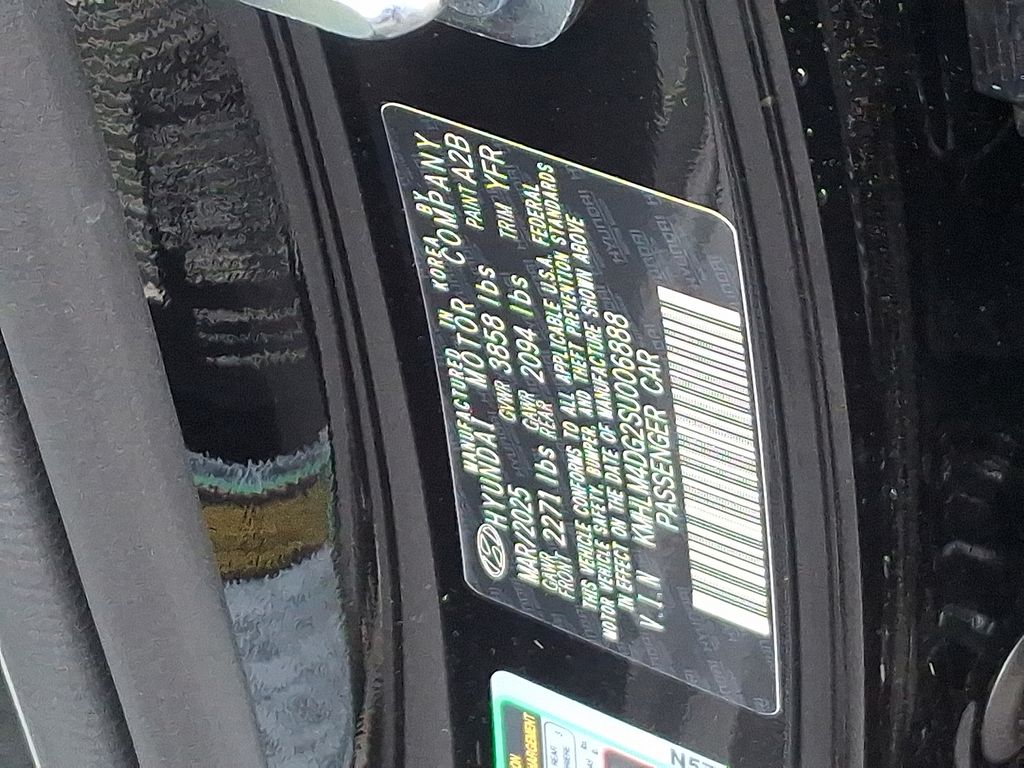 MANUFACTURED IN KOREA BY
HYUNDAI MOTOR COMPANY
MAR/2025 GVWR 3858 lbs PAINT A2B
GAWR FRONT 2271 lbs GAWR REAR 2094 lbs TRIM YFR
THIS VEHICLE CONFORMS TO ALL APPLICABLE U.S.A. FEDERAL
MOTOR VEHICLE SAFETY, BUMPER, AND THEFT PREVENTION STANDARDS
IN EFFECT ON THE DATE OF MANUFACTURE SHOWN ABOVE
V.I.N KMHLM4DG2SU006888
PASSENGER CAR